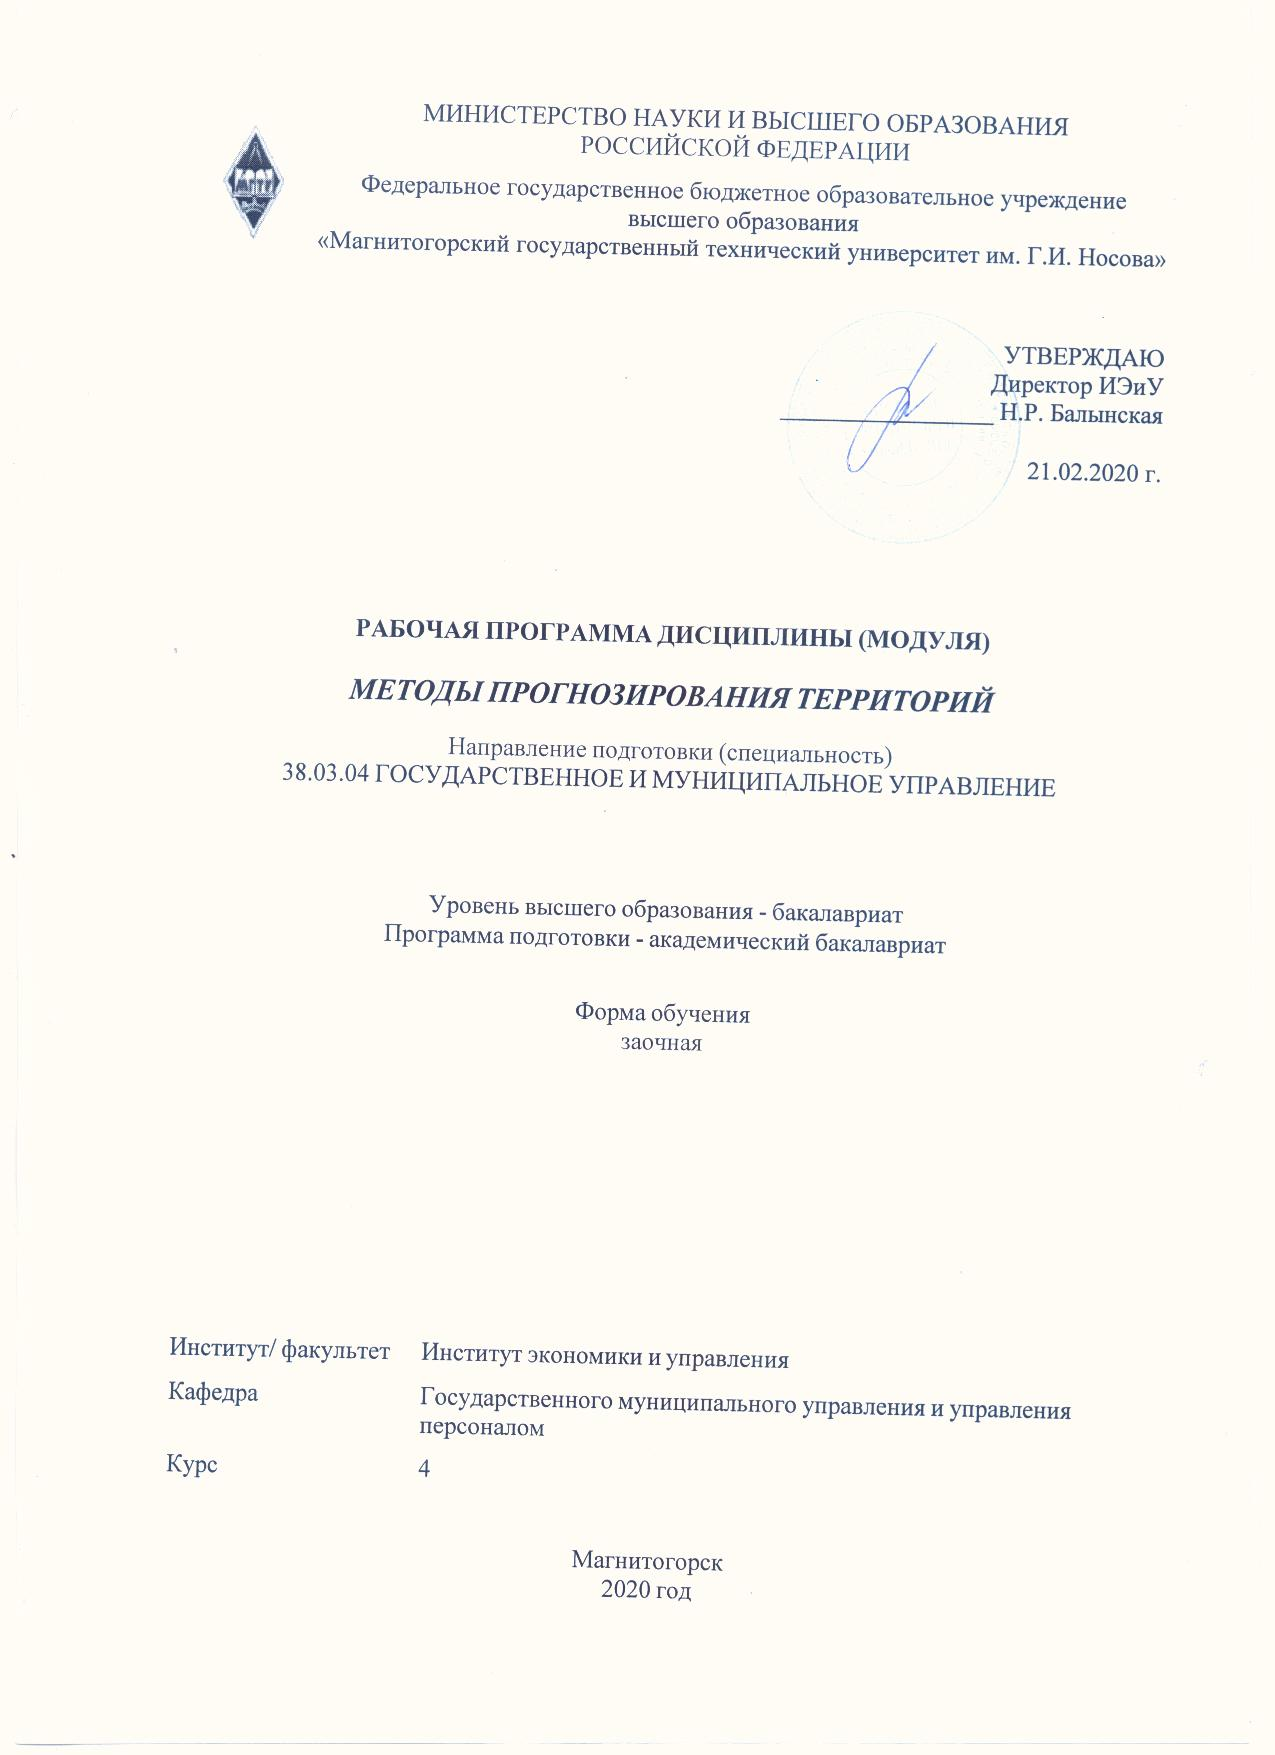 МИНИСТЕРСТВО НАУКИ И ВЫСШЕГО ОБРАЗОВАНИЯ
РОССИЙСКОЙ ФЕДЕРАЦИИ
МГТУ
Федеральное государственное бюджетное образовательное учреждение
высшего образования
«Магнитогорский государственный технический университет им. Г.И. Носова»
УТВЕРЖДАЮ
Директор ИЭиУ
Н.Р. Балынская
21.02.2020 г.
РАБОЧАЯ ПРОГРАММА ДИСЦИПЛИНЫ (МОДУЛЯ)
МЕТОДЫ ПРОГНОЗИРОВАНИЯ ТЕРРИТОРИЙ
Направление подготовки (специальность)
38.03.04 ГОСУДАРСТВЕННОЕ И МУНИЦИПАЛЬНОЕ УПРАВЛЕНИЕ
Уровень высшего образования - бакалавриат
Программа подготовки - академический бакалавриат
Форма обучения
заочная
Институт/ факультет Институт экономики и управления
Кафедра Государственного муниципального управления и управления
персоналом
Курс 4
Магнитогорск
2020 год